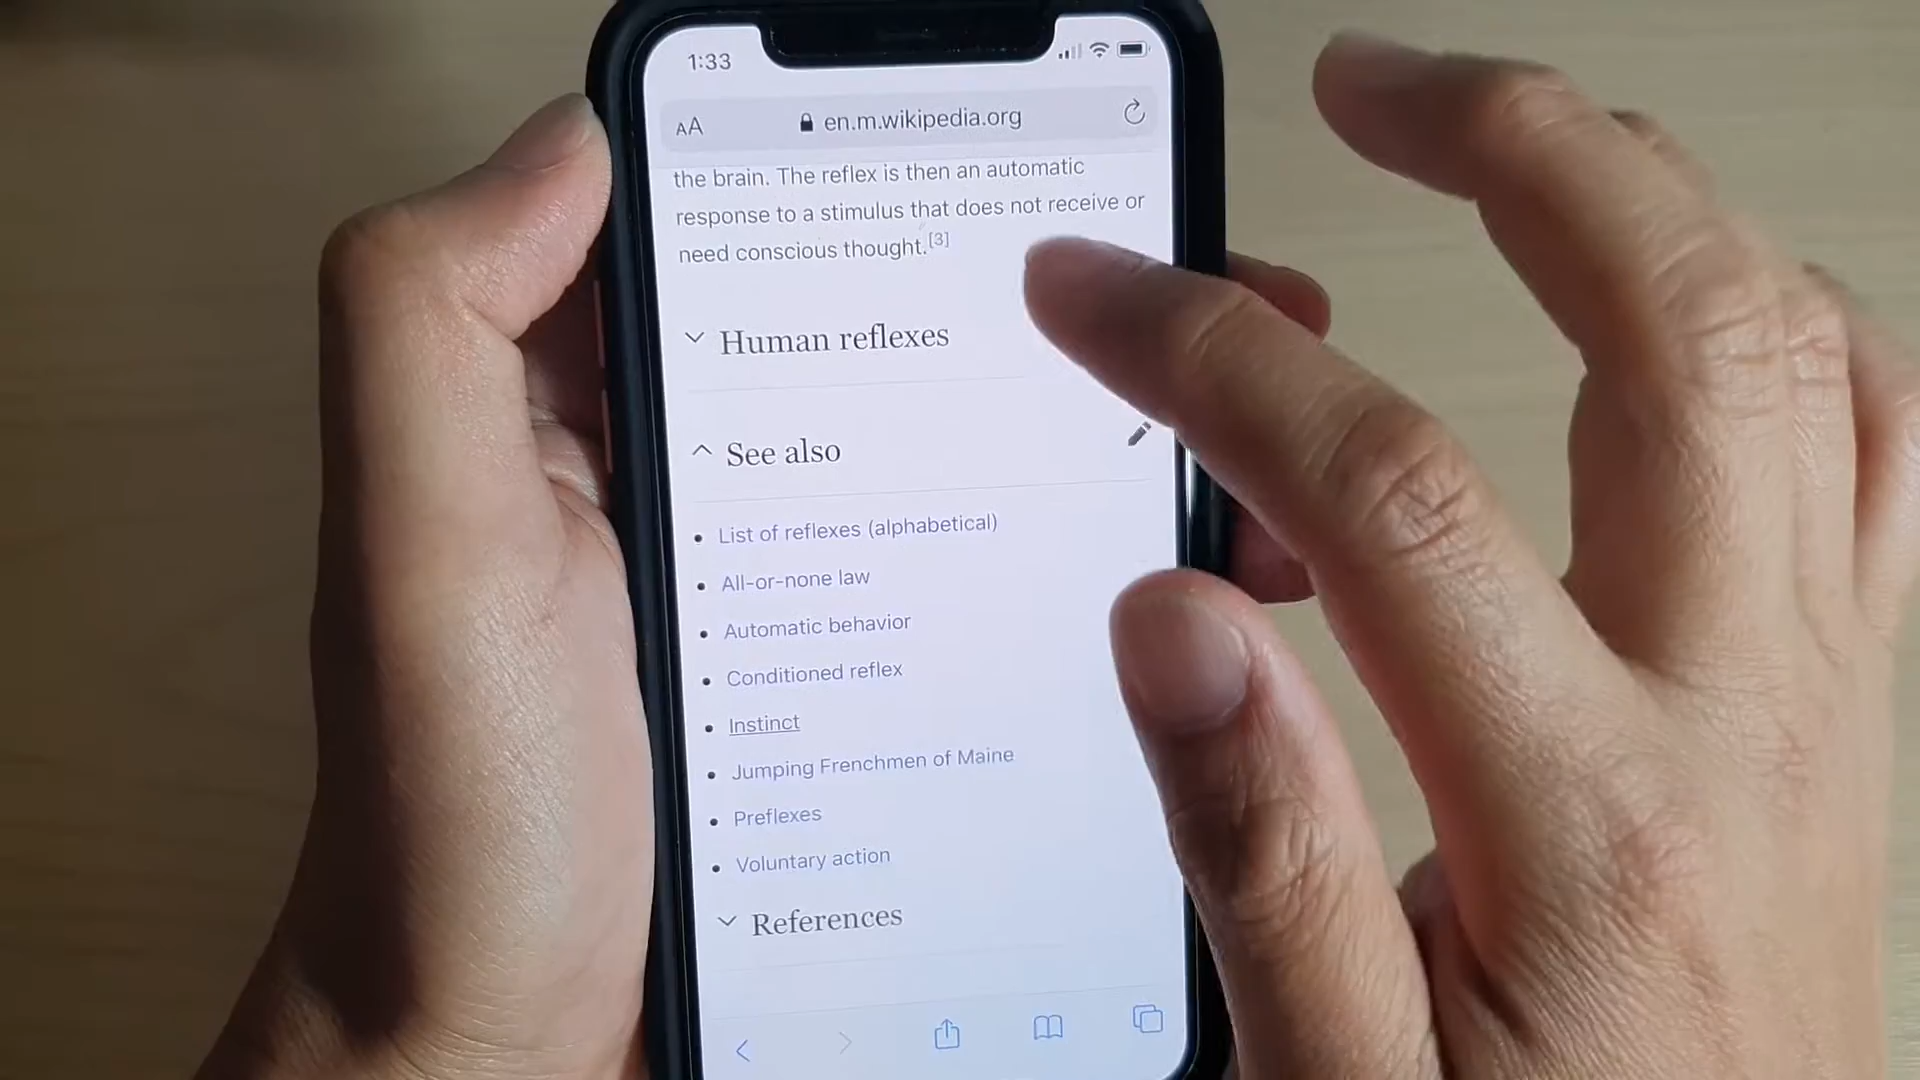 1:33
AA en.m.wikipedia.org
the brain. The reflex is then an automatic
response to a stimulus that does not receive or
need conscious thought.[3]
Human reflexes
See also
List of reflexes (alphabetical)
All-or-none law
Automatic behavior
Conditioned reflex
Instinct
Jumping Frenchmen of Maine
Preflexes
Voluntary action
References